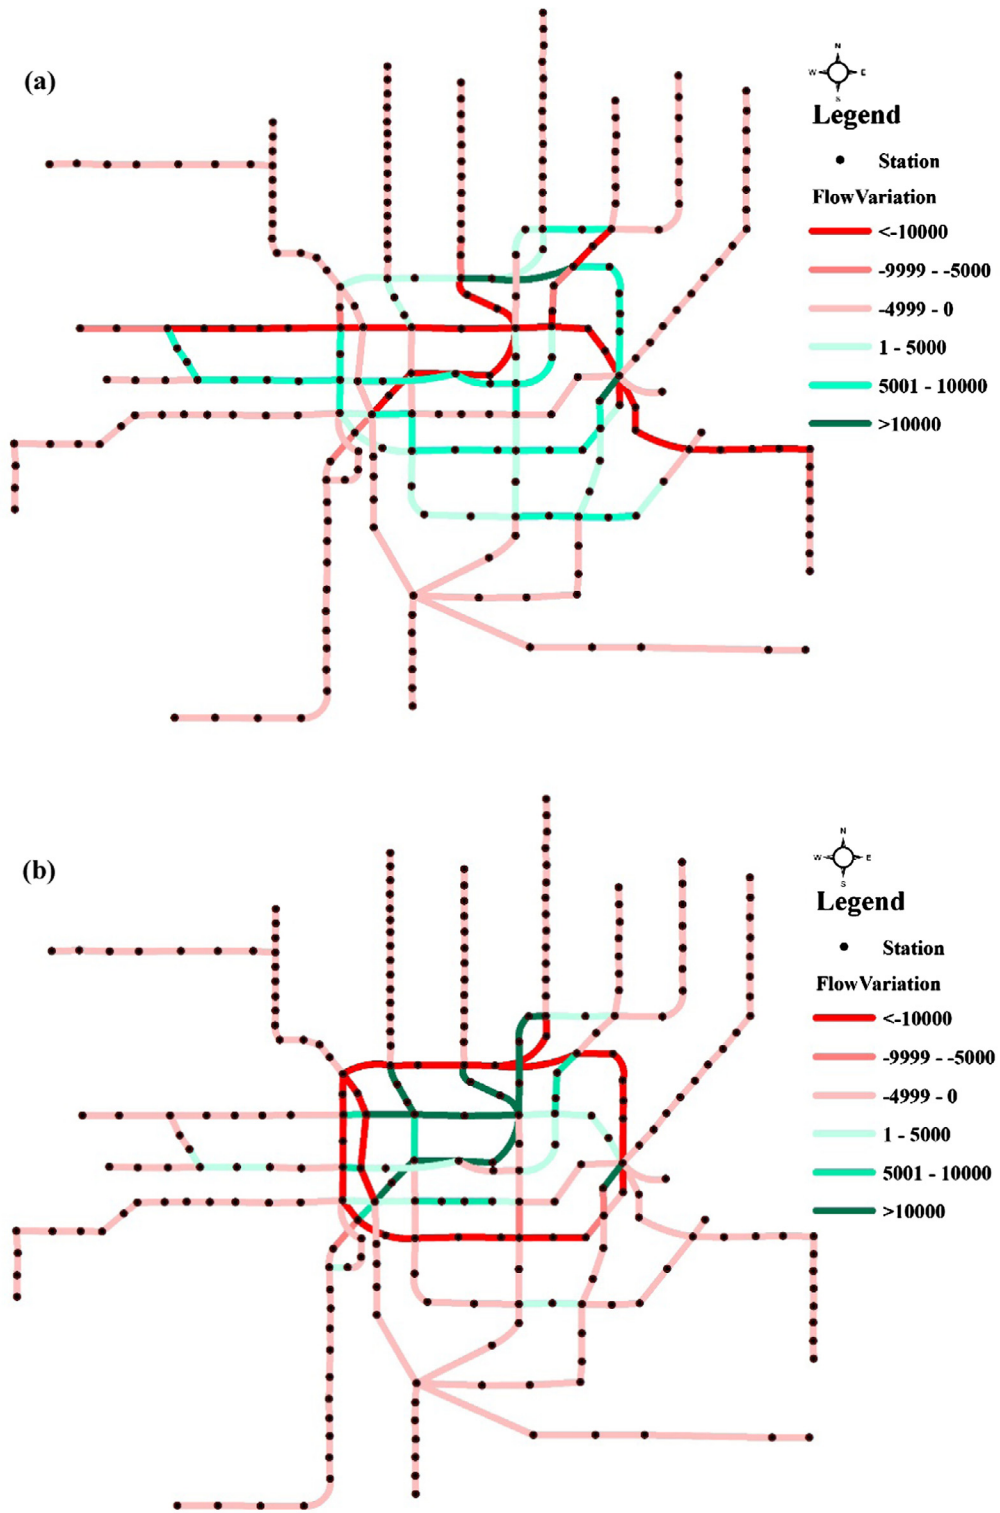 (a)
N
W E
S
Legend
Station
FlowVariation
<-10000
-9999 - -5000
-4999 - 0
1 - 5000
5001 - 10000
>10000
(b)
N
W E
S
Legend
Station
FlowVariation
<-10000
-9999 - -5000
-4999 - 0
1 - 5000
5001 - 10000
>10000